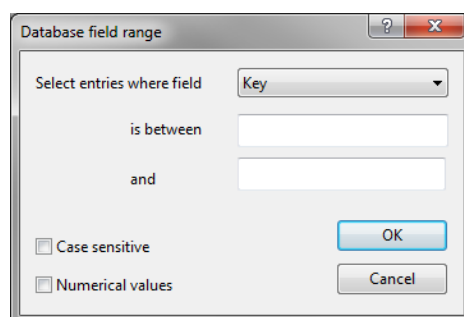 Database field range
?
X
Select entries where field
Key
is between
and
Case sensitive
OK
Numerical values
Cancel